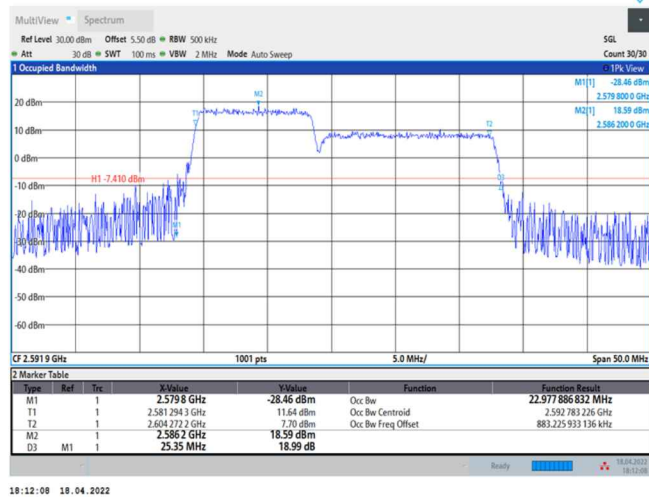 MultiView Spectrum
Ref Level 30.00 dBm Offset 5.50 dB RBW 500 kHz SGL
Att 30 dB SWT 100 ms VBW 2 MHz Mode Auto Sweep Count 30/30
1 Occupied Bandwidth 1Pk View
M1[1] -28.46 dBm
2.579 800 0 GHz
M2[1] 18.59 dBm
2.586 200 0 GHz
M2
20 dBm
T1
T2
10 dBm
0 dBm
H1 -7.410 dBm
D3
-10 dBm
-20 dBm
M1
-30 dBm
-40 dBm
-50 dBm
-60 dBm
CF 2.591 9 GHz 1001 pts 5.0 MHz/ Span 50.0 MHz
2 Marker Table
Type Ref Trc X-Value Y-Value Function Function Result
M1 1 2.579 8 GHz -28.46 dBm Occ Bw 22.977 886 832 MHz
T1 1 2.581 294 3 GHz 11.64 dBm Occ Bw Centroid 2.592 783 226 GHz
T2 1 2.604 272 2 GHz 7.70 dBm Occ Bw Freq Offset 883.225 933 136 kHz
M2 1 2.586 2 GHz 18.59 dBm
D3 M1 1 25.35 MHz 18.99 dB
Ready 18.04.2022
18:12:08
18:12:08 18.04.2022